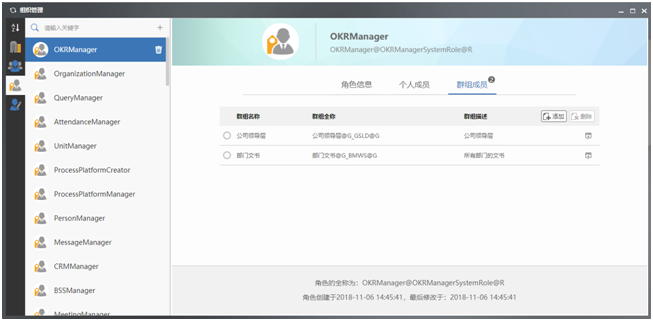 组织管理
请输入关键字
OKRManager
OrganizationManager
QueryManager
AttendanceManager
UnitManager
ProcessPlatformCreator
ProcessPlatformManager
PersonManager
MessageManager
CRMManager
BSSManager
MeetingManager
OKRManager
OKRManager@OKRManagerSystemRole@R
角色信息 个人成员 群组成员 2
群组名称 群组全称 群组描述 添加 删除
公司领导层 公司领导层@G_GSLD@G 公司领导层
部门文书 部门文书@G_BMWS@G 所有部门的文书
角色的全称为：OKRManager@OKRManagerSystemRole@R
角色创建于2018-11-06 14:45:41，最后修改于：2018-11-06 14:45:41